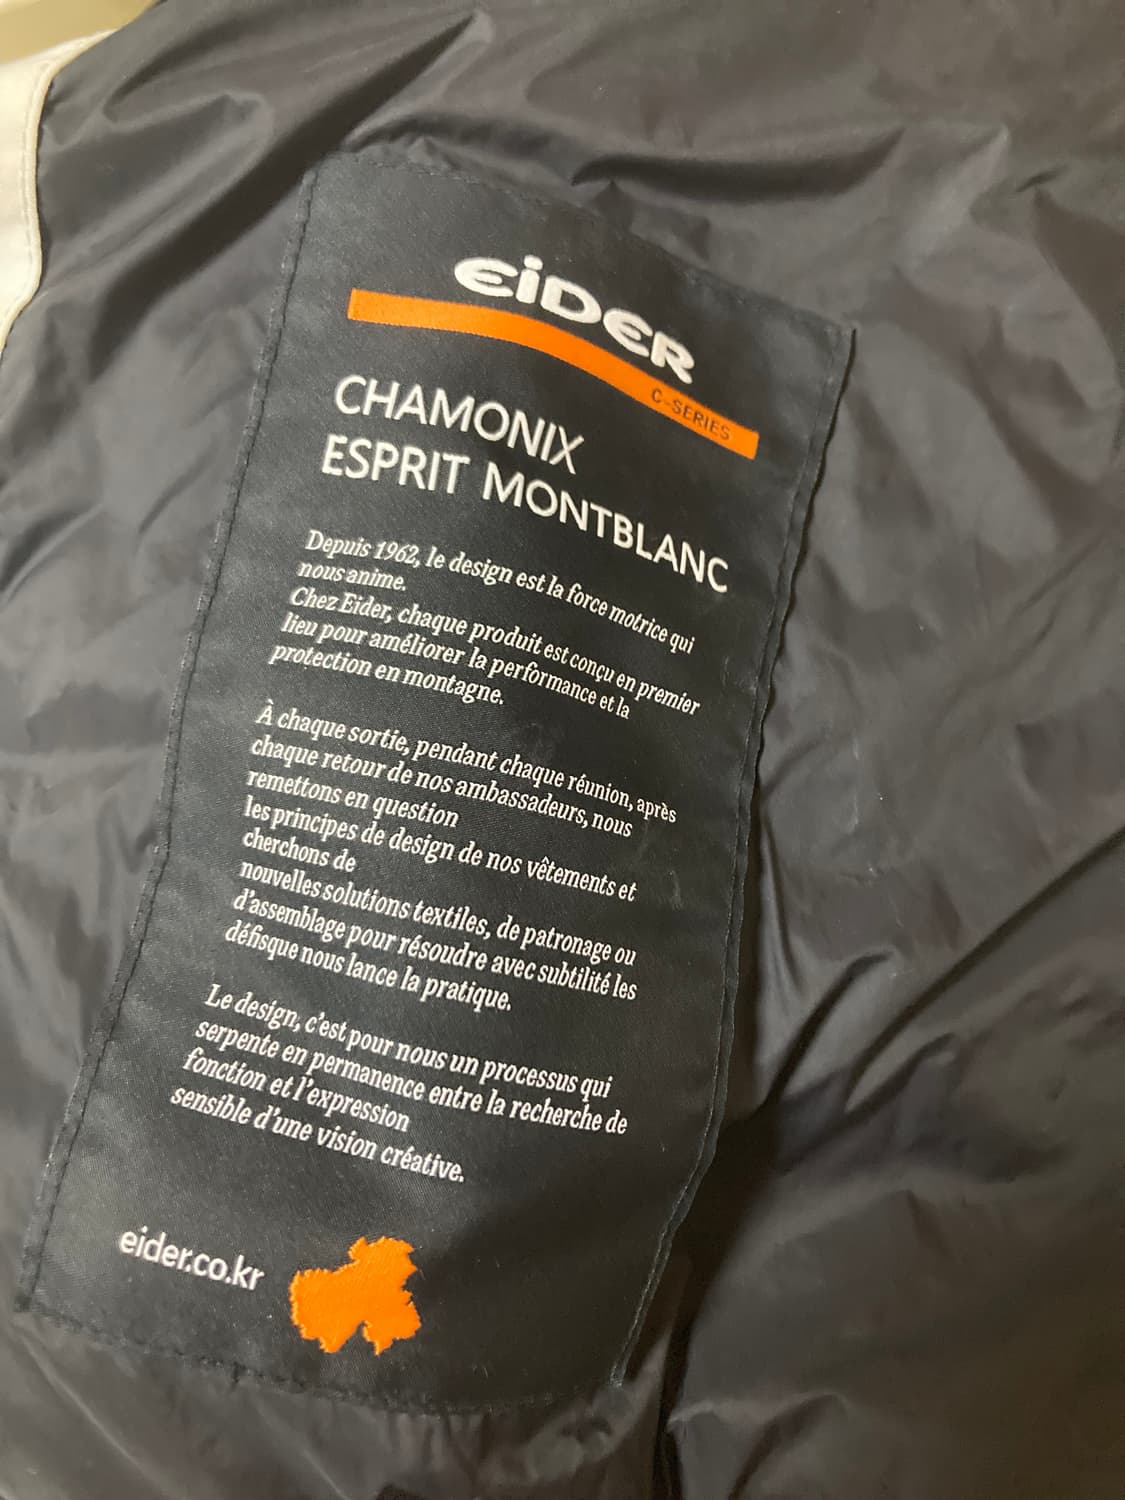 EiDER
C-SERIES
CHAMONIX
ESPRIT MONTBLANC
Depuis 1962, le design est la force motrice qui
nous anime.
Chez Eider, chaque produit est conçu en premier
lieu pour améliorer la performance et la
protection en montagne.
À chaque sortie, pendant chaque réunion, après
chaque retour de nos ambassadeurs, nous
remettons en question
les principes de design de nos vêtements et
cherchons de
nouvelles solutions textiles, de patronage ou
d'assemblage pour résoudre avec subtilité les
défisque nous lance la pratique.
Le design, c'est pour nous un processus qui
serpente en permanence entre la recherche de
fonction et l'expression
sensible d'une vision créative.
eider.co.kr